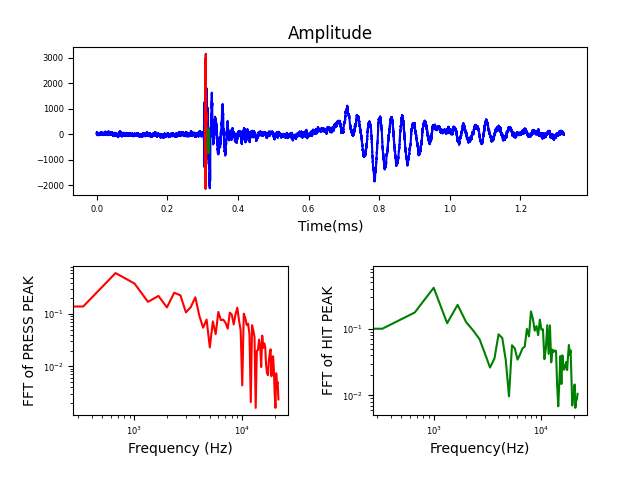 Amplitude
3000
2000
1000
0
−1000
−2000
0.0 0.2 0.4 0.6 0.8 1.0 1.2
Time(ms)
FFT of PRESS PEAK
10⁻¹
10⁻²
10³ 10⁴
Frequency (Hz)
FFT of HIT PEAK
10⁻¹
10⁻²
10³ 10⁴
Frequency(Hz)